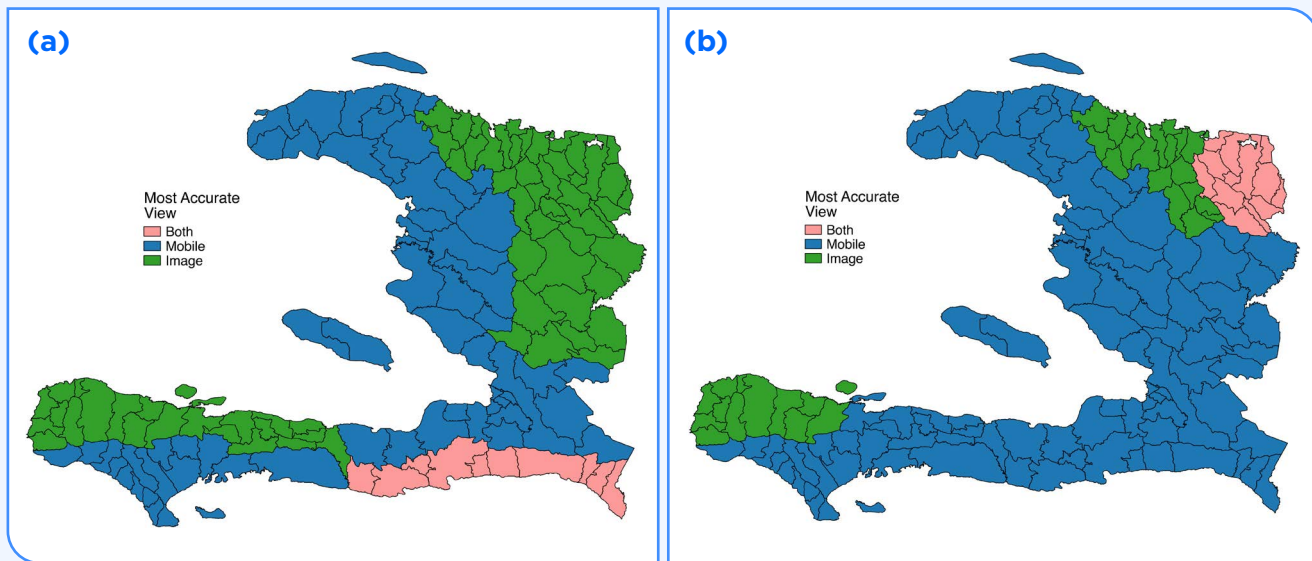 (a)
Most Accurate
View
Both
Mobile
Image
(b)
Most Accurate
View
Both
Mobile
Image